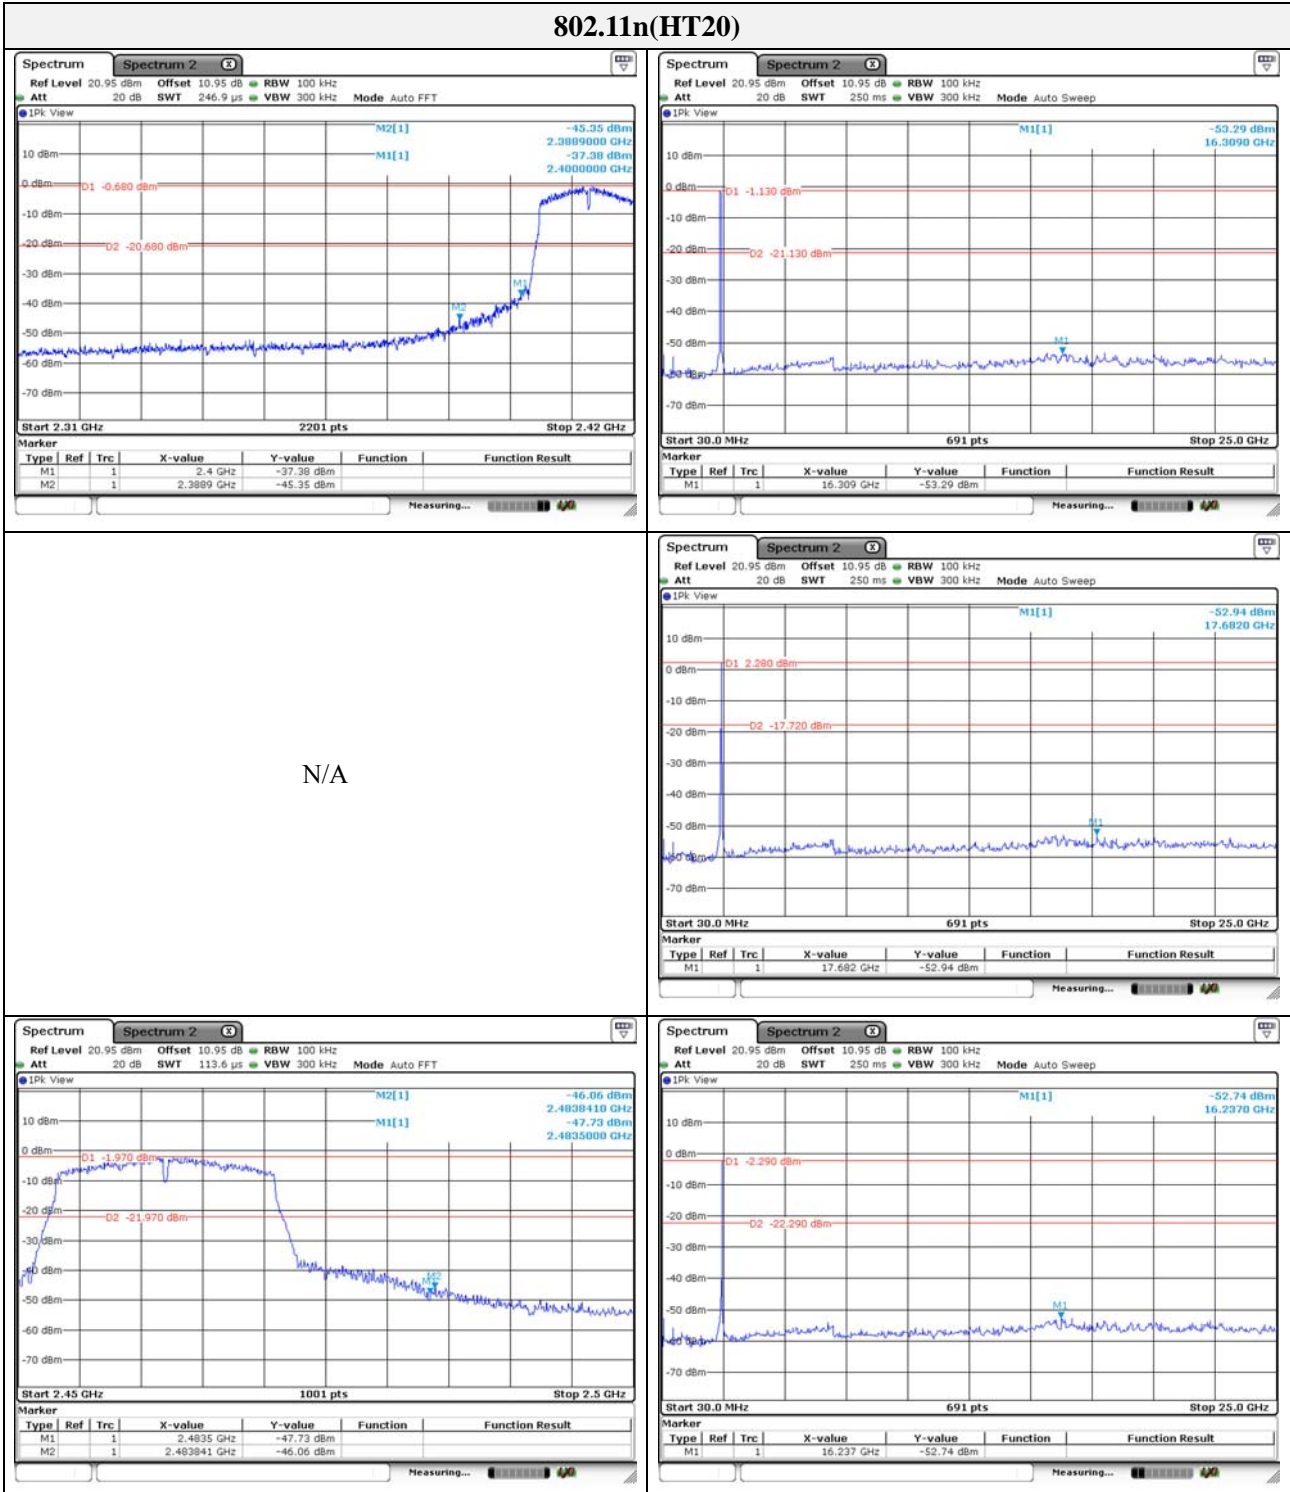 802.11n(HT20)
Spectrum Spectrum 2 X
Ref Level 20.95 dBm Offset 10.95 dB RBW 100 kHz
Att 20 dB SWT 246.9 µs VBW 300 kHz Mode Auto FFT
1Pk View
M2[1] -45.35 dBm
2.3889000 GHz
10 dBm M1[1] -37.38 dBm
2.4000000 GHz
0 dBm D1 -0.680 dBm
-10 dBm
-20 dBm D2 -20.680 dBm
-30 dBm
M1
-40 dBm
M2
-50 dBm
-60 dBm
-70 dBm
Start 2.31 GHz 2201 pts Stop 2.42 GHz
Marker
Type Ref Trc X-value Y-value Function Function Result
M1 1 2.4 GHz -37.38 dBm
M2 1 2.3889 GHz -45.35 dBm
Measuring...
Spectrum Spectrum 2 X
Ref Level 20.95 dBm Offset 10.95 dB RBW 100 kHz
Att 20 dB SWT 250 ms VBW 300 kHz Mode Auto Sweep
1Pk View
M1[1] -53.29 dBm
16.3090 GHz
10 dBm
0 dBm D1 -1.130 dBm
-10 dBm
-20 dBm D2 -21.130 dBm
-30 dBm
-40 dBm
-50 dBm M1
-60 dBm
-70 dBm
Start 30.0 MHz 691 pts Stop 25.0 GHz
Marker
Type Ref Trc X-value Y-value Function Function Result
M1 1 16.309 GHz -53.29 dBm
Measuring...
N/A
Spectrum Spectrum 2 X
Ref Level 20.95 dBm Offset 10.95 dB RBW 100 kHz
Att 20 dB SWT 250 ms VBW 300 kHz Mode Auto Sweep
1Pk View
M1[1] -52.94 dBm
17.6820 GHz
10 dBm
D1 2.280 dBm
0 dBm
-10 dBm
D2 -17.720 dBm
-20 dBm
-30 dBm
-40 dBm
-50 dBm M1
-60 dBm
-70 dBm
Start 30.0 MHz 691 pts Stop 25.0 GHz
Marker
Type Ref Trc X-value Y-value Function Function Result
M1 1 17.682 GHz -52.94 dBm
Measuring...
Spectrum Spectrum 2 X
Ref Level 20.95 dBm Offset 10.95 dB RBW 100 kHz
Att 20 dB SWT 113.6 µs VBW 300 kHz Mode Auto FFT
1Pk View
M2[1] -46.06 dBm
2.4838410 GHz
10 dBm M1[1] -47.73 dBm
2.4835000 GHz
0 dBm
D1 -1.970 dBm
-10 dBm
-20 dBm
D2 -21.970 dBm
-30 dBm
-40 dBm M1 M2
-50 dBm
-60 dBm
-70 dBm
Start 2.45 GHz 1001 pts Stop 2.5 GHz
Marker
Type Ref Trc X-value Y-value Function Function Result
M1 1 2.4835 GHz -47.73 dBm
M2 1 2.483841 GHz -46.06 dBm
Measuring...
Spectrum Spectrum 2 X
Ref Level 20.95 dBm Offset 10.95 dB RBW 100 kHz
Att 20 dB SWT 250 ms VBW 300 kHz Mode Auto Sweep
1Pk View
M1[1] -52.74 dBm
16.2370 GHz
10 dBm
0 dBm
D1 -2.290 dBm
-10 dBm
-20 dBm
D2 -22.290 dBm
-30 dBm
-40 dBm
-50 dBm M1
-60 dBm
-70 dBm
Start 30.0 MHz 691 pts Stop 25.0 GHz
Marker
Type Ref Trc X-value Y-value Function Function Result
M1 1 16.237 GHz -52.74 dBm
Measuring...